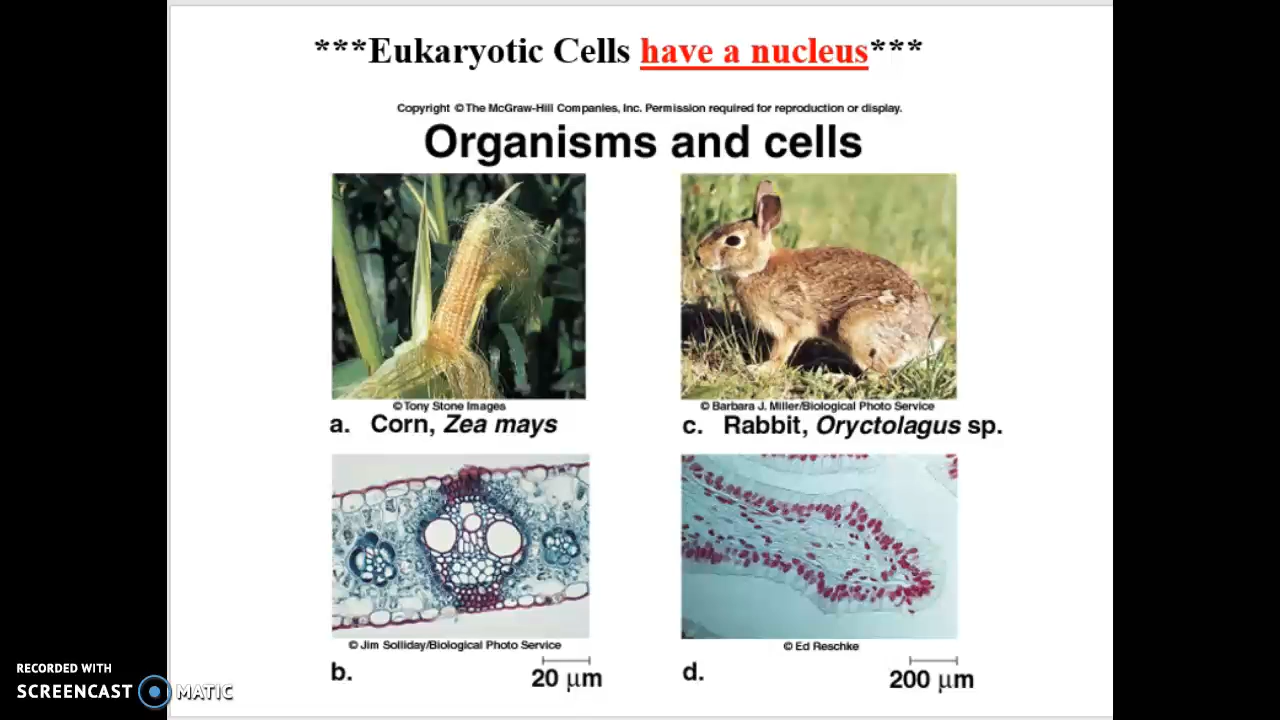 ***Eukaryotic Cells have a nucleus***
Copyright © The McGraw-Hill Companies, Inc. Permission required for reproduction or display.
Organisms and cells
© Tony Stone Images
a. Corn, Zea mays
© Barbara J. Miller/Biological Photo Service
c. Rabbit, Oryctolagus sp.
© Jim Solliday/Biological Photo Service
b. 20 μm
© Ed Reschke
d. 200 μm
RECORDED WITH
SCREENCAST MATIC